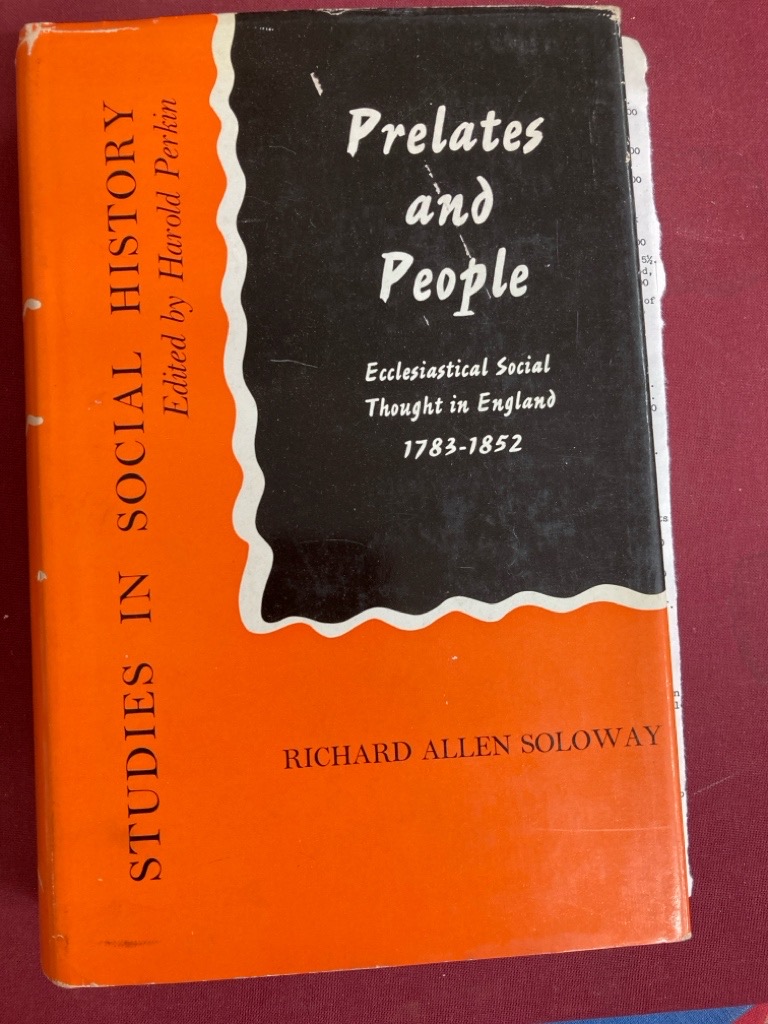 STUDIES IN SOCIAL HISTORY
Edited by Harold Perkin
Prelates
and
People
Ecclesiastical Social
Thought in England
1783-1852
RICHARD ALLEN SOLOWAY
of